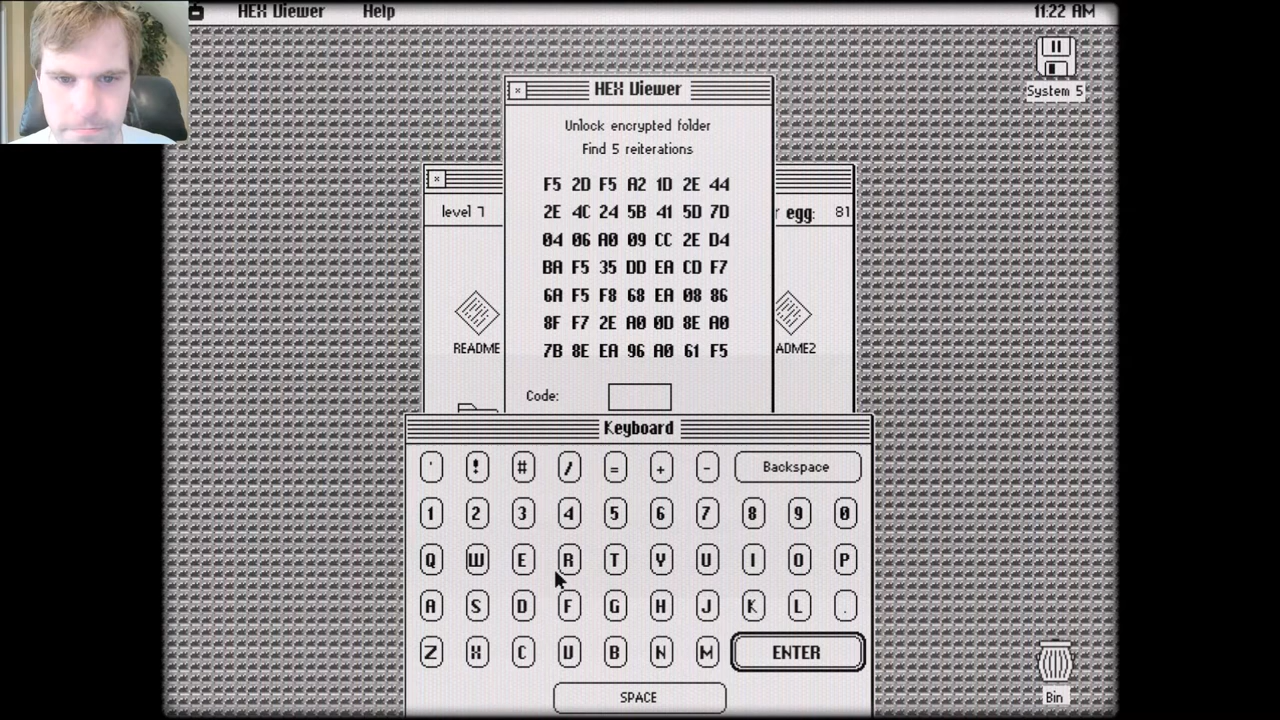 HEX Viewer Help 11:22 AM
System 5
HEX Viewer
Unlock encrypted folder
Find 5 reiterations
F5 2D F5 A2 1D 2E 44
2E 4C 24 5B 41 5D 7D
04 06 A0 09 CC 2E D4
BA F5 35 DD EA CD F7
6A F5 F8 68 EA 08 86
8F F7 2E A0 0D 8E A0
7B 8E EA 96 A0 61 F5
Code:
level 7 r egg: 81
README ADME2
Keyboard
' ! # / = + - Backspace
1 2 3 4 5 6 7 8 9 0
Q W E R T Y U I O P
A S D F G H J K L .
Z X C U B N M ENTER
SPACE
Bin